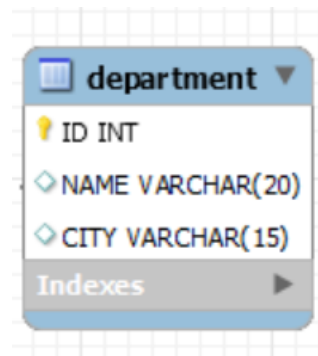 department
ID INT
NAME VARCHAR(20)
CITY VARCHAR(15)
Indexes